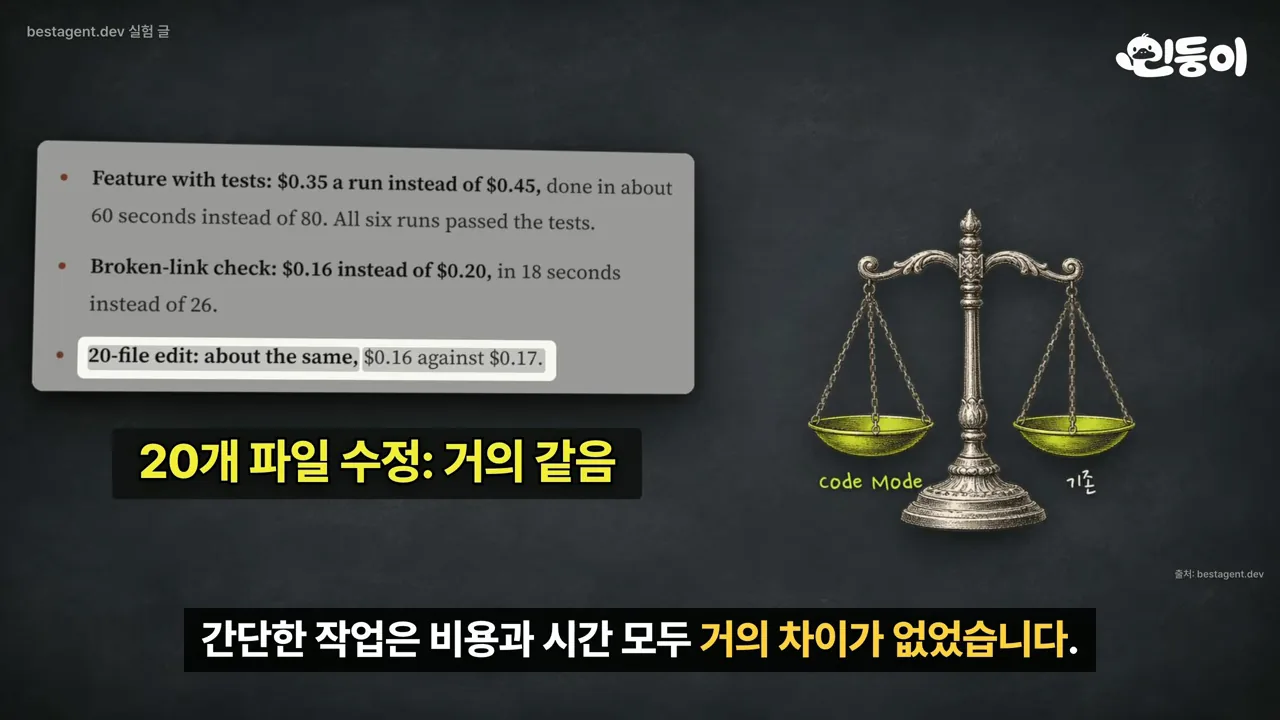 bestagent.dev 실험 글
인둥이
Feature with tests: $0.35 a run instead of $0.45, done in about
60 seconds instead of 80. All six runs passed the tests.
Broken-link check: $0.16 instead of $0.20, in 18 seconds
instead of 26.
20-file edit: about the same, $0.16 against $0.17.
20개 파일 수정: 거의 같음
Code Mode
기존
출처: bestagent.dev
간단한 작업은 비용과 시간 모두 거의 차이가 없었습니다.